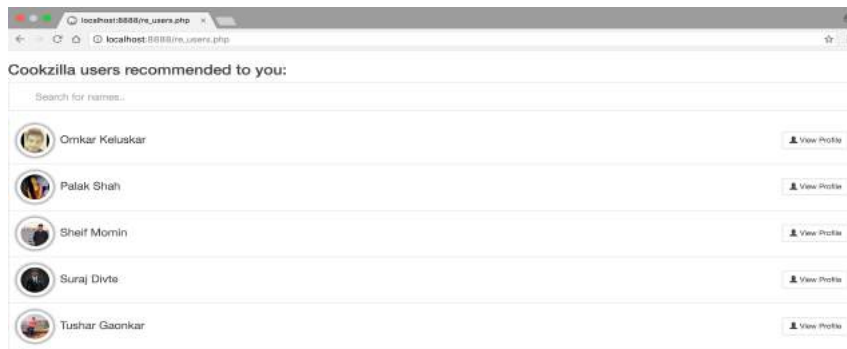 localhost:8888/re_users.php
localhost:8888/re_users.php
Cookzilla users recommended to you:
Search for names..
Omkar Keluskar
View Profile
Palak Shah
View Profile
Sheif Momin
View Profile
Suraj Divte
View Profile
Tushar Gaonkar
View Profile